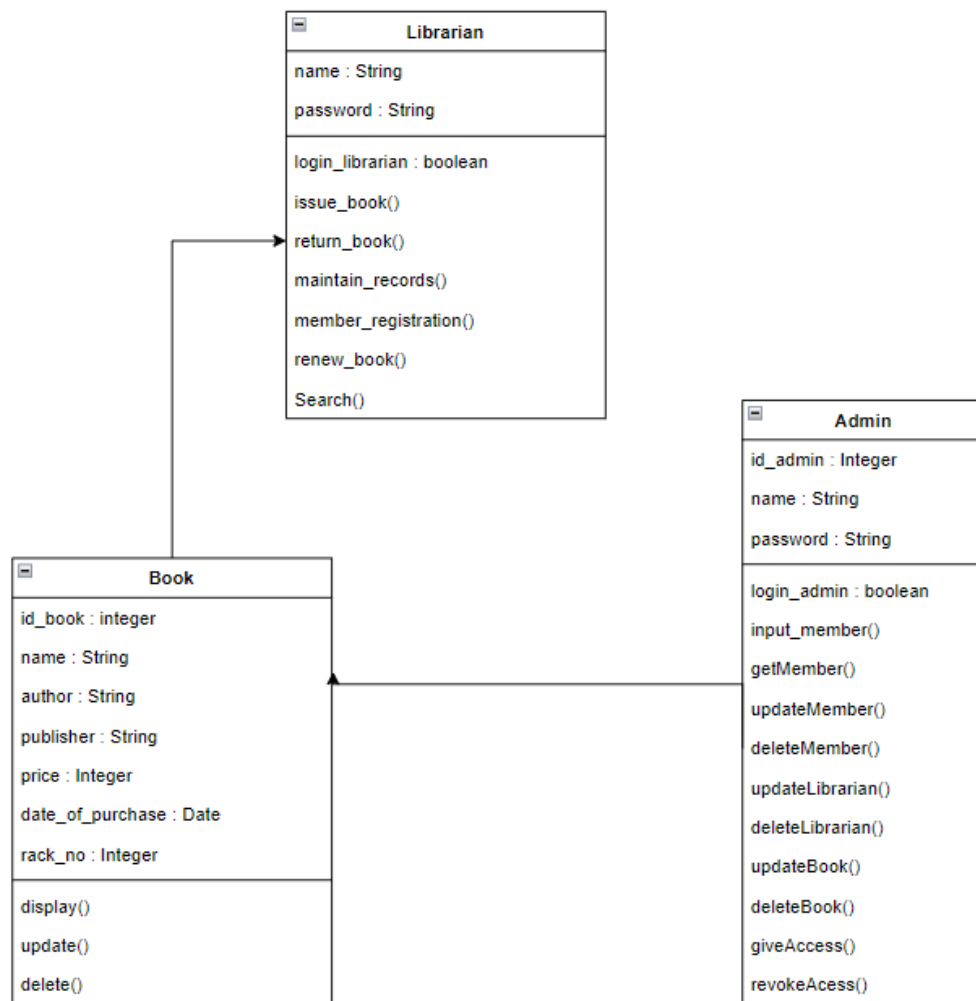 Librarian
name : String
password : String
login_librarian : boolean
issue_book()
return_book()
maintain_records()
member_registration()
renew_book()
Search()
Admin
id_admin : Integer
name : String
password : String
login_admin : boolean
input_member()
getMember()
updateMember()
deleteMember()
updateLibrarian()
deleteLibrarian()
updateBook()
deleteBook()
giveAccess()
revokeAcess()
Book
id_book : integer
name : String
author : String
publisher : String
price : Integer
date_of_purchase : Date
rack_no : Integer
display()
update()
delete()